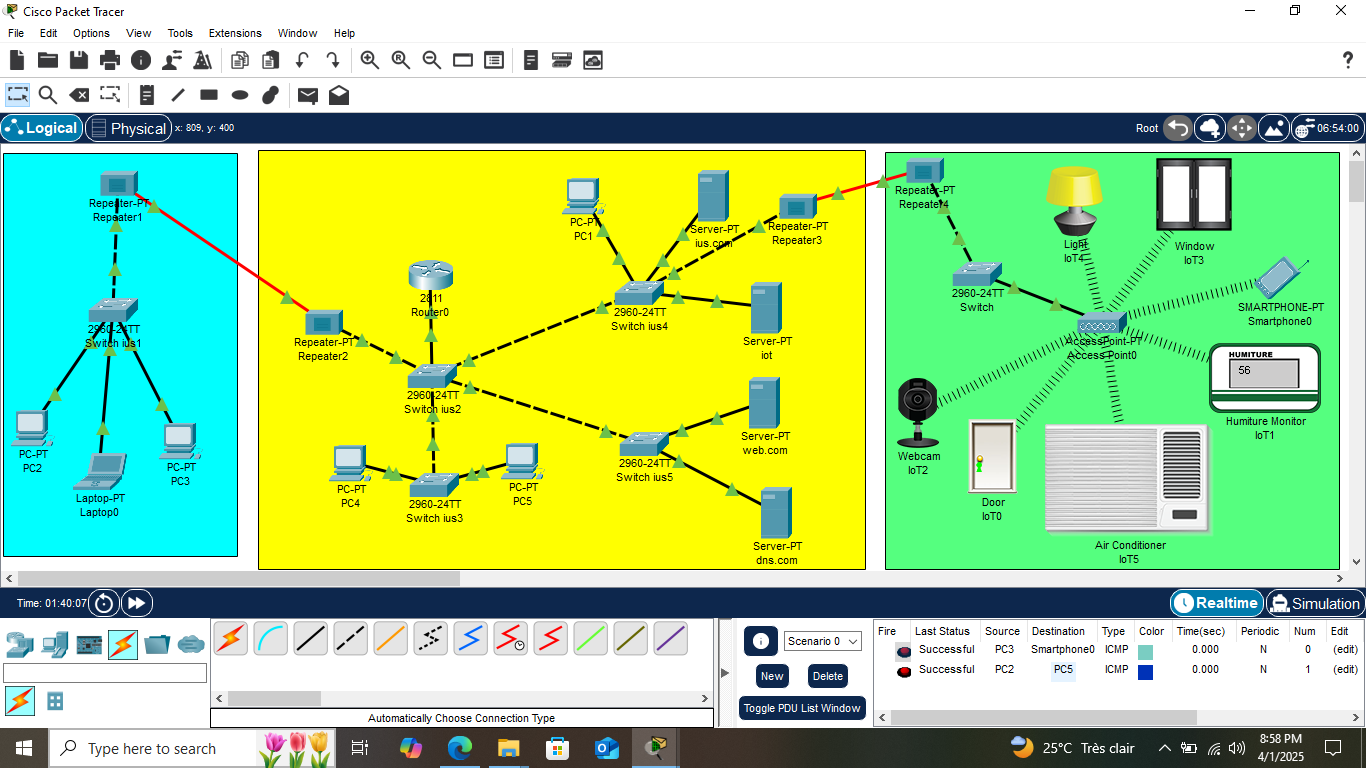 Cisco Packet Tracer
File Edit Options View Tools Extensions Window Help
Logical Physical x: 809, y: 400 Root 06:54:00
Repeater-PT
Repeater1
2960-24TT
Switch ius1
PC-PT
PC2
Laptop-PT
Laptop0
PC-PT
PC3
Repeater-PT
Repeater2
2811
Router0
2960-24TT
Switch ius2
PC-PT
PC4
2960-24TT
Switch ius3
PC-PT
PC5
PC-PT
PC1
Server-PT
ius.com
Repeater-PT
Repeater3
2960-24TT
Switch ius4
Server-PT
iot
Server-PT
web.com
2960-24TT
Switch ius5
Server-PT
dns.com
Repeater-PT
Repeater4
2960-24TT
Switch
Light
IoT4
Window
IoT3
SMARTPHONE-PT
Smartphone0
AccessPoint-PT
Access Point0
HUMITURE
56
Humiture Monitor
IoT1
Webcam
IoT2
Door
IoT0
Air Conditioner
IoT5
Time: 01:40:07 Realtime Simulation
Scenario 0
New Delete
Toggle PDU List Window
Fire Last Status Source Destination Type Color Time(sec) Periodic Num Edit
Successful PC3 Smartphone0 ICMP 0.000 N 0 (edit)
Successful PC2 PC5 ICMP 0.000 N 1 (edit)
Automatically Choose Connection Type
Type here to search
25°C Très clair
8:58 PM
4/1/2025